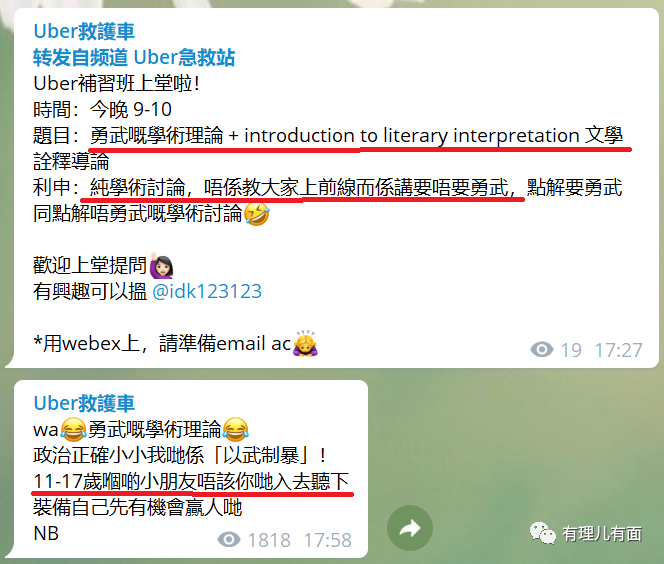 Uber救護車
转发自频道 Uber急救站
Uber補習班上堂啦！
時間：今晚 9-10
題目：勇武嘅學術理論 + introduction to literary interpretation 文學
詮釋導論
利申：純學術討論，唔係教大家上前線而係講要唔要勇武，點解要勇武
同點解唔勇武嘅學術討論🤣
歡迎上堂提問🙋🏻‍♀️
有興趣可以搵 @idk123123
*用webex上，請準備email ac🙇‍♀️
19 17:27
Uber救護車
wa😂勇武嘅學術理論😂
政治正確小小我哋係「以武制暴」！
11-17歲嗰啲小朋友唔該你哋入去聽下
裝備自己先有機會贏人哋
NB
1818 17:58
有理儿有面